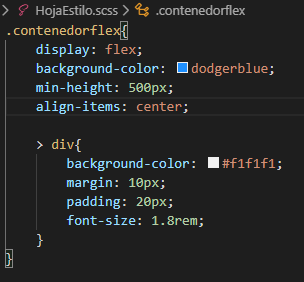 > HojaEstilo.scss > .contenedorflex
.contenedorflex{
display: flex;
background-color: dodgerblue;
min-height: 500px;
align-items: center;
> div{
background-color: #f1f1f1;
margin: 10px;
padding: 20px;
font-size: 1.8rem;
}
}